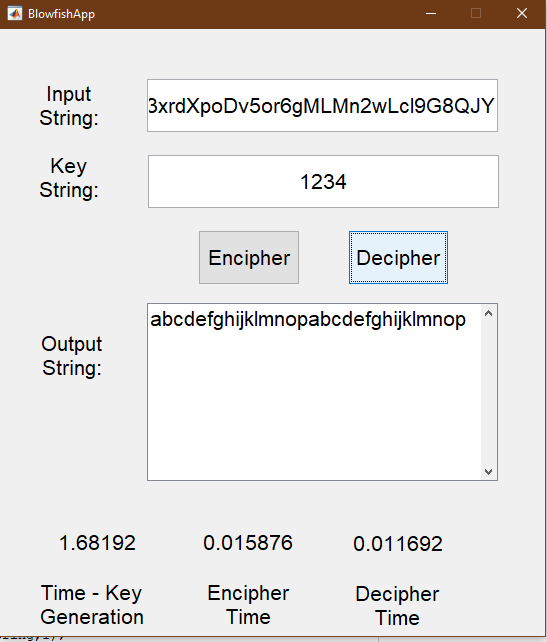 BlowfishApp
Input
String:
3xrdXpoDv5or6gMLMn2wLcl9G8QJY
Key
String:
1234
Encipher
Decipher
Output
String:
abcdefghijklmnopabcdefghijklmnop
1.68192
0.015876
0.011692
Time - Key
Generation
Encipher
Time
Decipher
Time